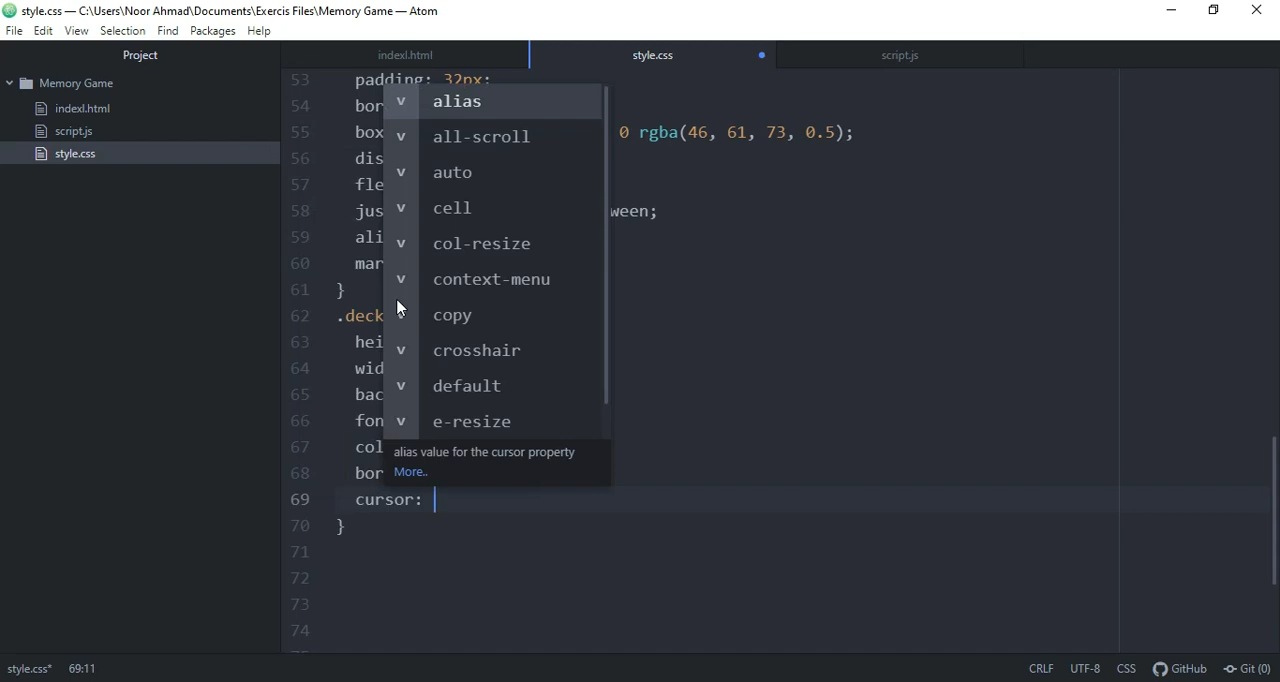 style.css — C:\Users\Noor Ahmad\Documents\Exercis Files\Memory Game — Atom
File Edit View Selection Find Packages Help
Project
indexl.html
style.css
script.js
Memory Game
indexl.html
script.js
style.css
53 padding: 32px;
54 bor
55 box 0 rgba(46, 61, 73, 0.5);
56 dis
57 fle
58 jus ween;
59 ali
60 mar
61 }
62 .deck
63 hei
64 wid
65 bac
66 fon
67 col
68 bor
69 cursor:
70 }
71
72
73
74
v alias
v all-scroll
v auto
v cell
v col-resize
v context-menu
copy
v crosshair
v default
v e-resize
alias value for the cursor property
More..
style.css* 69:11
CRLF UTF-8 CSS GitHub Git (0)